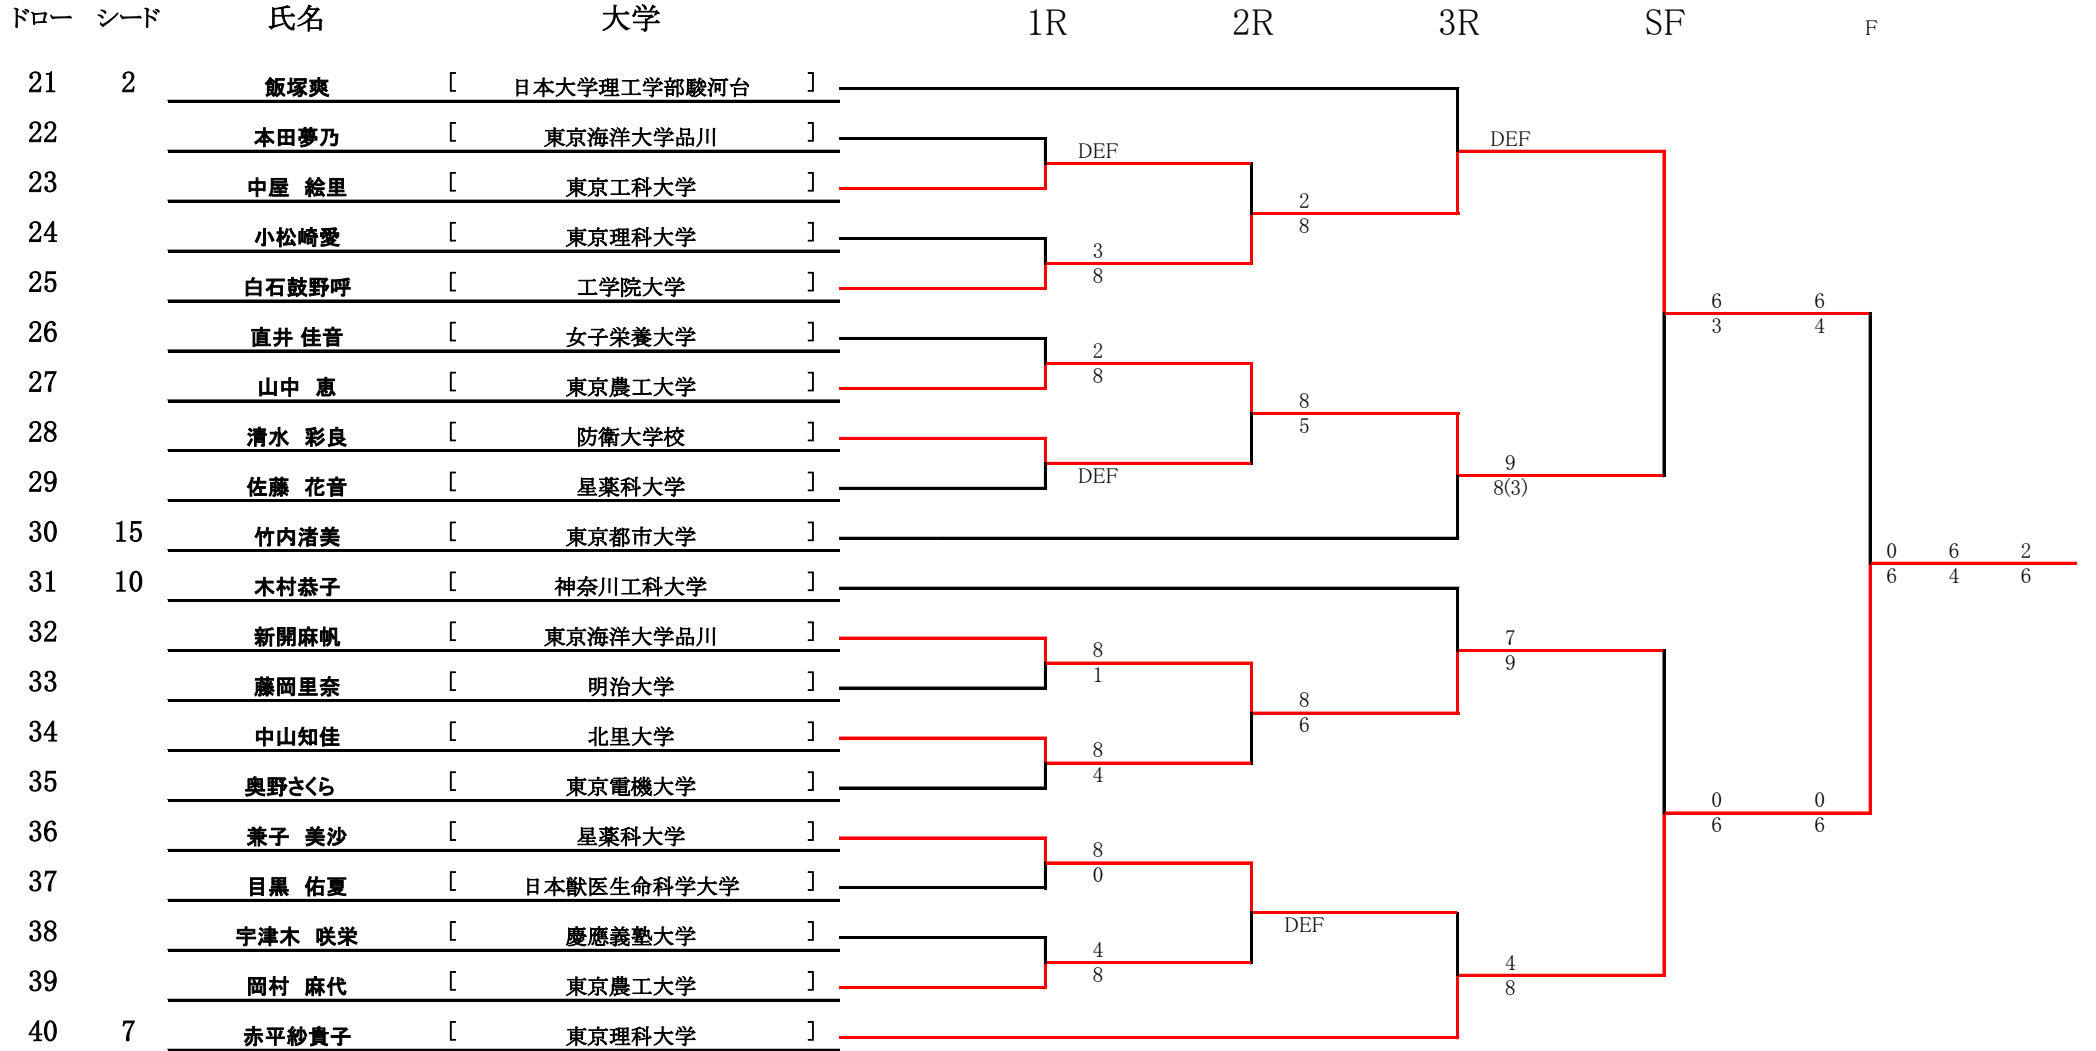 ドロー シード 氏名 大学 1R 2R 3R SF F
21 2 飯塚爽 [ 日本大学理工学部駿河台 ]
22 本田夢乃 [ 東京海洋大学品川 ] DEF DEF
23 中屋 絵里 [ 東京工科大学 ] 2
24 小松崎愛 [ 東京理科大学 ] 3 8
25 白石鼓野呼 [ 工学院大学 ] 8 6 6
26 直井 佳音 [ 女子栄養大学 ] 2 3 4
27 山中 恵 [ 東京農工大学 ] 8 8
28 清水 彩良 [ 防衛大学校 ] 5 9
29 佐藤 花音 [ 星薬科大学 ] DEF 8(3)
30 15 竹内渚美 [ 東京都市大学 ] 0 6 2
31 10 木村恭子 [ 神奈川工科大学 ] 6 4 6
32 新開麻帆 [ 東京海洋大学品川 ] 8 7
33 藤岡里奈 [ 明治大学 ] 1 8 9
34 中山知佳 [ 北里大学 ] 8 6
35 奥野さくら [ 東京電機大学 ] 4 0 0
36 兼子 美沙 [ 星薬科大学 ] 8 6 6
37 目黒 佑夏 [ 日本獣医生命科学大学 ] 0
38 宇津木 咲栄 [ 慶應義塾大学 ] 4 DEF
39 岡村 麻代 [ 東京農工大学 ] 8 4
40 7 赤平紗貴子 [ 東京理科大学 ] 8